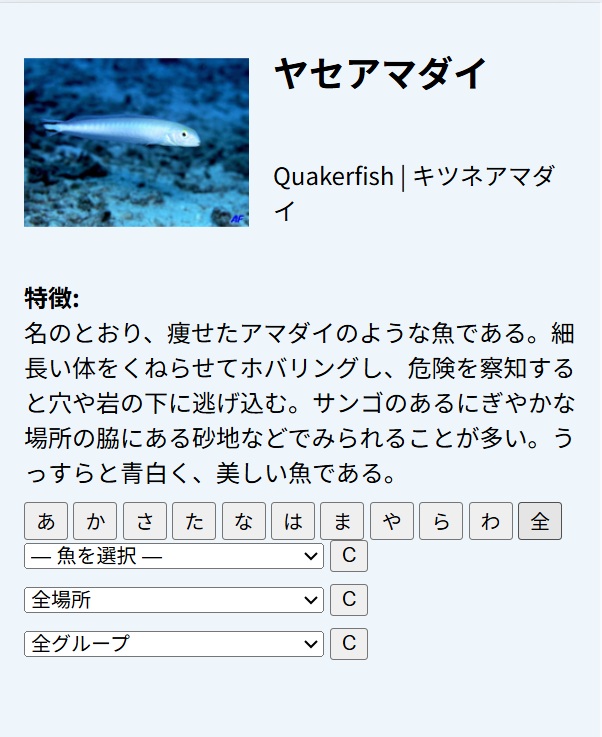 ヤセアマダイ
AF
Quakerfish | キツネアマダ
イ
特徴:
名のとおり、痩せたアマダイのような魚である。細
長い体をくねらせてホバリングし、危険を察知する
と穴や岩の下に逃げ込む。サンゴのあるにぎやかな
場所の脇にある砂地などでみられることが多い。う
っすらと青白く、美しい魚である。
あ か さ た な は ま や ら わ 全
― 魚を選択 ― C
全場所 C
全グループ C